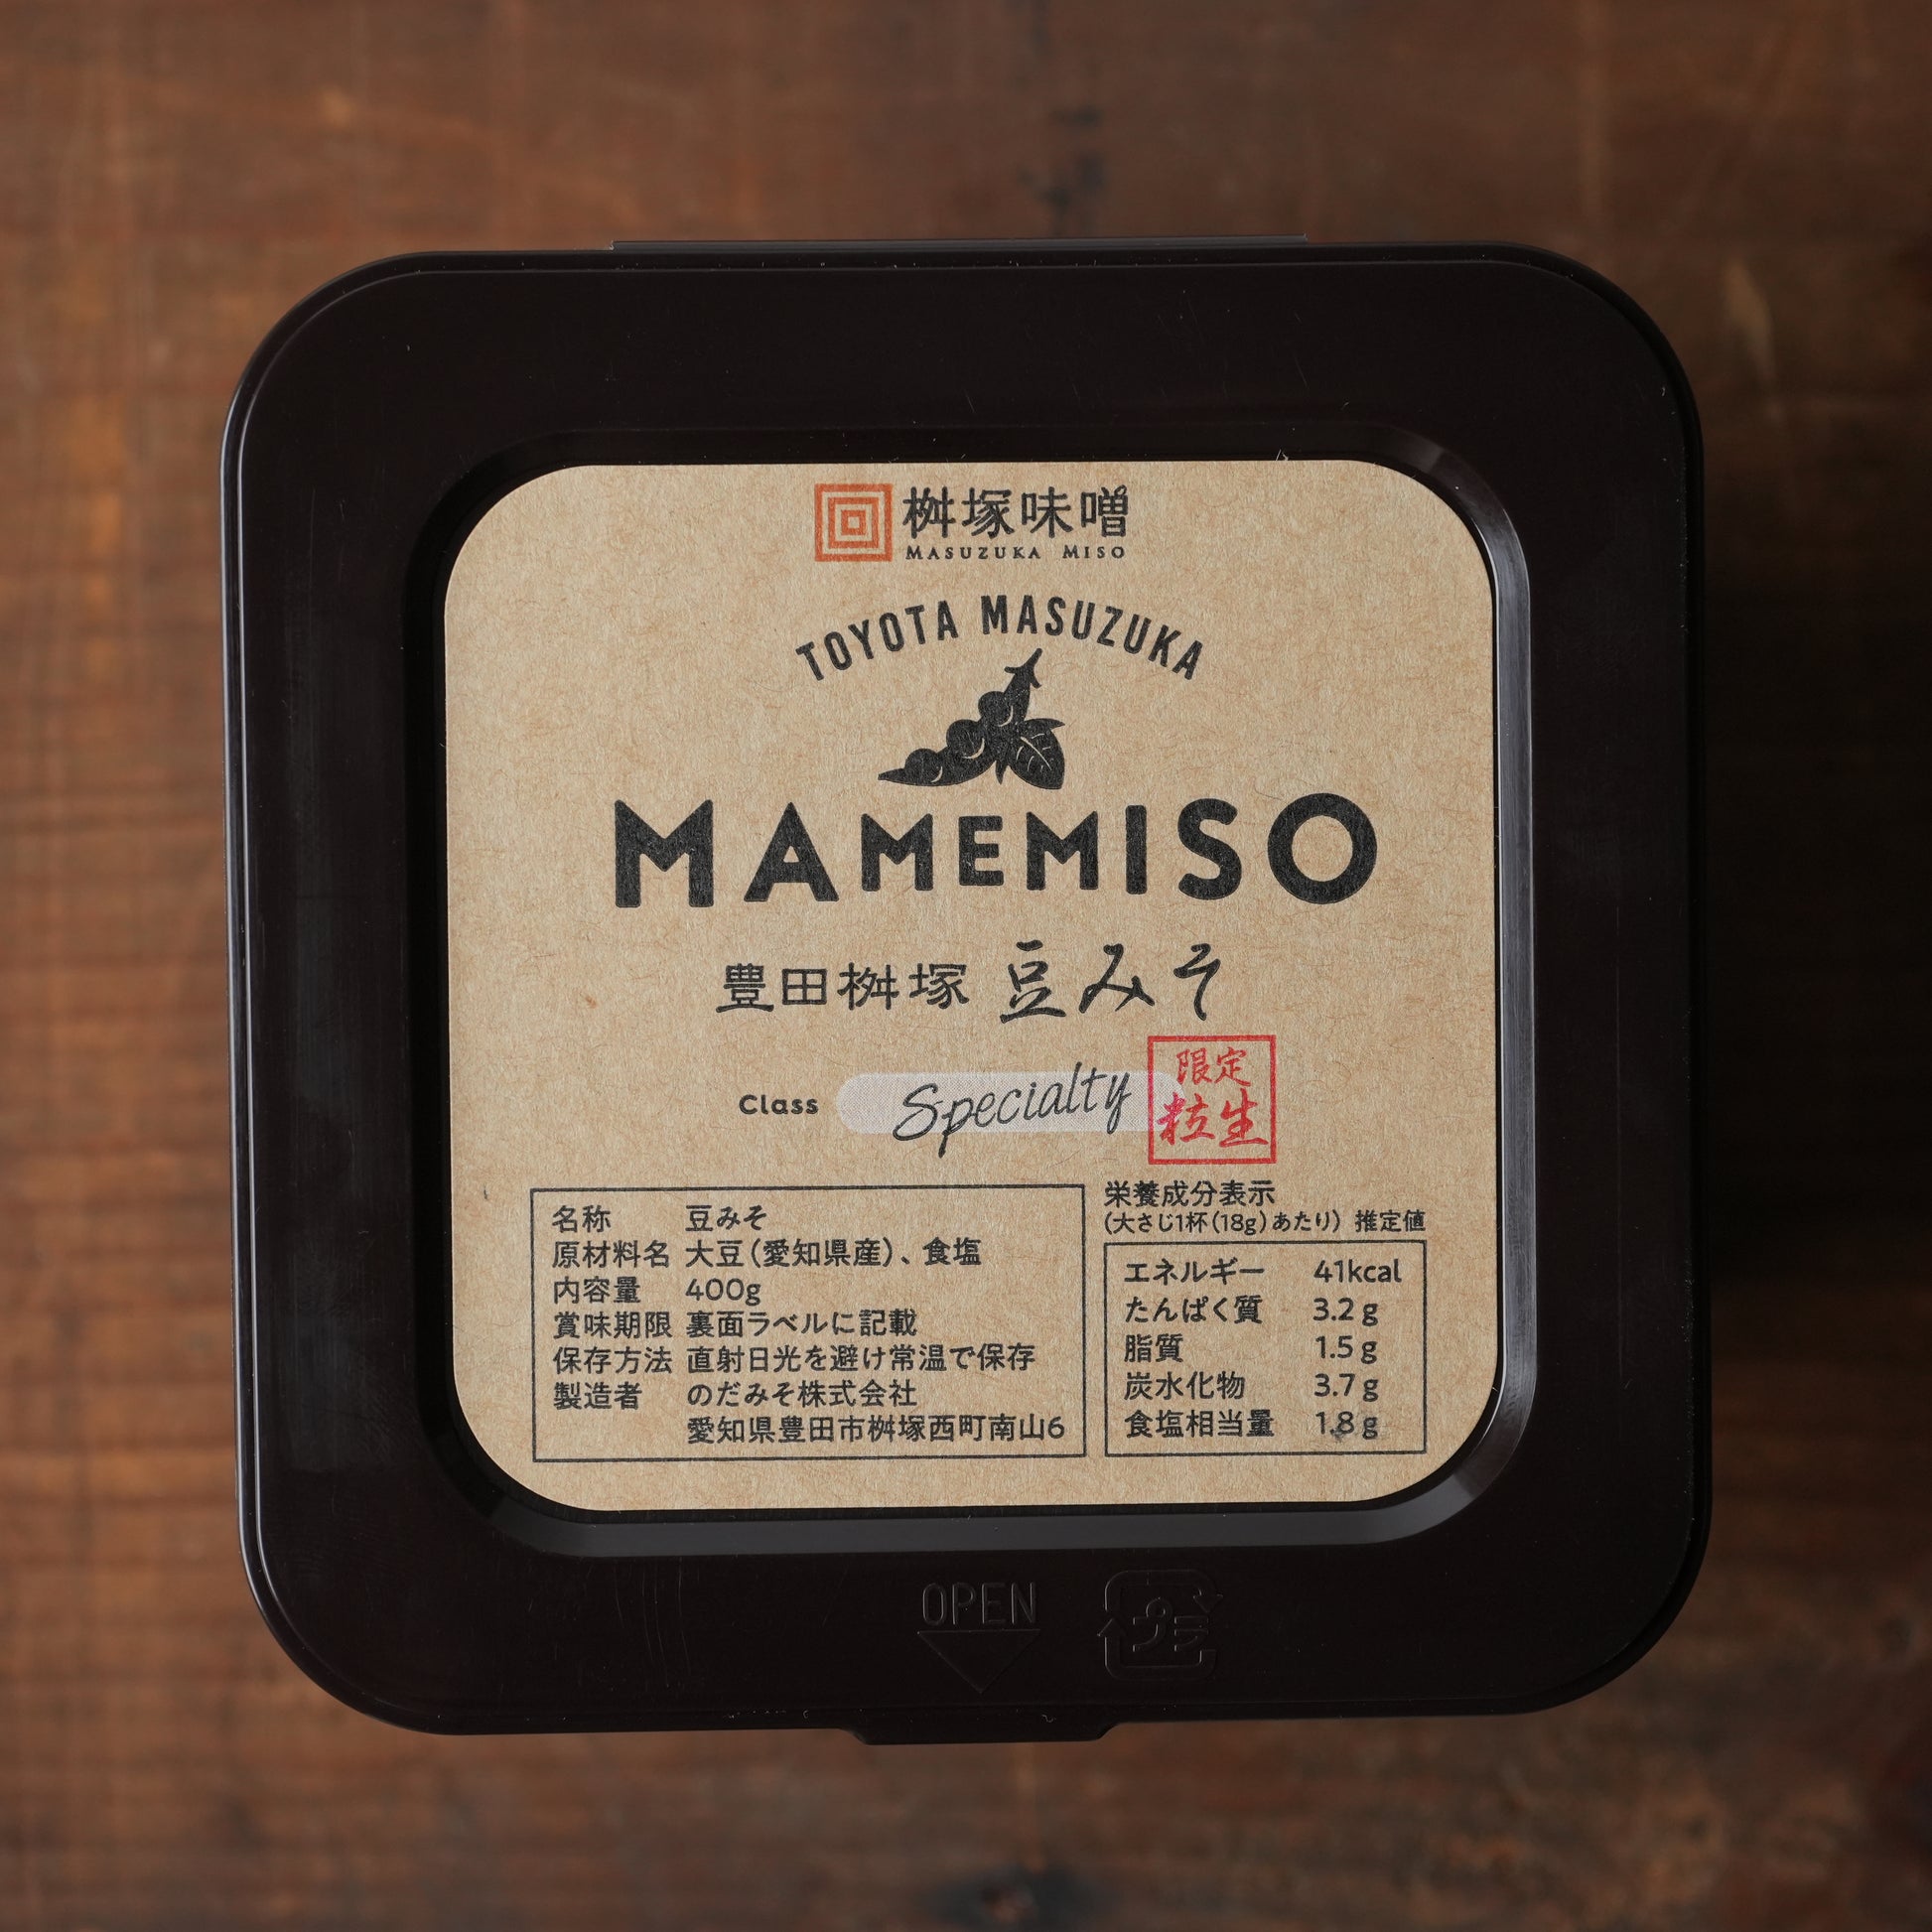 桝塚味噌
MASUZUKA MISO
TOYOTA MASUZUKA
MAMEMISO
豊田桝塚 豆みそ
Class Specialty
限定
粒生
名称 豆みそ
原材料名 大豆(愛知県産)、食塩
内容量 400g
賞味期限 裏面ラベルに記載
保存方法 直射日光を避け常温で保存
製造者 のだみそ株式会社
愛知県豊田市桝塚西町南山6
栄養成分表示
(大さじ1杯(18g)あたり) 推定値
エネルギー 41kcal
たんぱく質 3.2g
脂質 1.5g
炭水化物 3.7g
食塩相当量 1.8g
OPEN
プラ